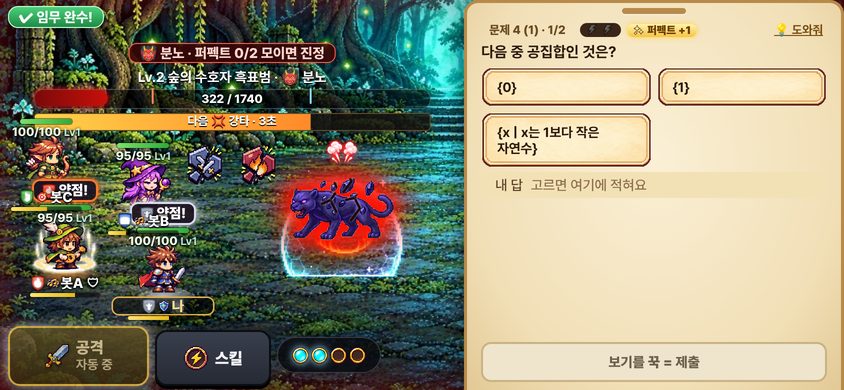 ✔ 임무 완수!
👹 분노 · 퍼펙트 0/2 모이면 진정
Lv.2 숲의 수호자 흑표범 · 👹 분노
322 / 1740
다음 💢 강타 · 3초
100/100 Lv1
95/95 Lv1
약점!
봇C
약점!
봇B
95/95 Lv1
100/100 Lv1
봇A
나
공격
자동 중
스킬
문제 4 (1) · 1/2
퍼펙트 +1
💡 도와줘
다음 중 공집합인 것은?
{0}
{1}
{x | x는 1보다 작은
자연수}
내 답 고르면 여기에 적혀요
보기를 꾹 = 제출